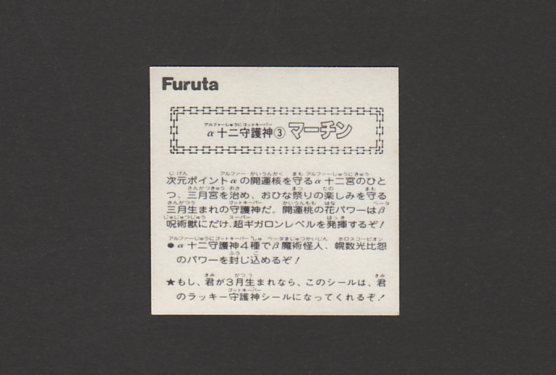 Furuta
α十二守護神③マーチン
次元ポイントαの開運核を守るα十二宮のひと
つ、三月宮を治め、おひな祭りの楽しみを守る
三月生まれの守護神だ。開運桃の花パワーはβ
呪術獣にだけ、超ギガロンレベルを発揮するぞ!
●α十二守護神4種でβ魔術怪人、幌数光比怨
のパワーを封じ込めるぞ!
★もし、君が3月生まれなら、このシールは、君
のラッキー守護神シールになってくれるぞ!